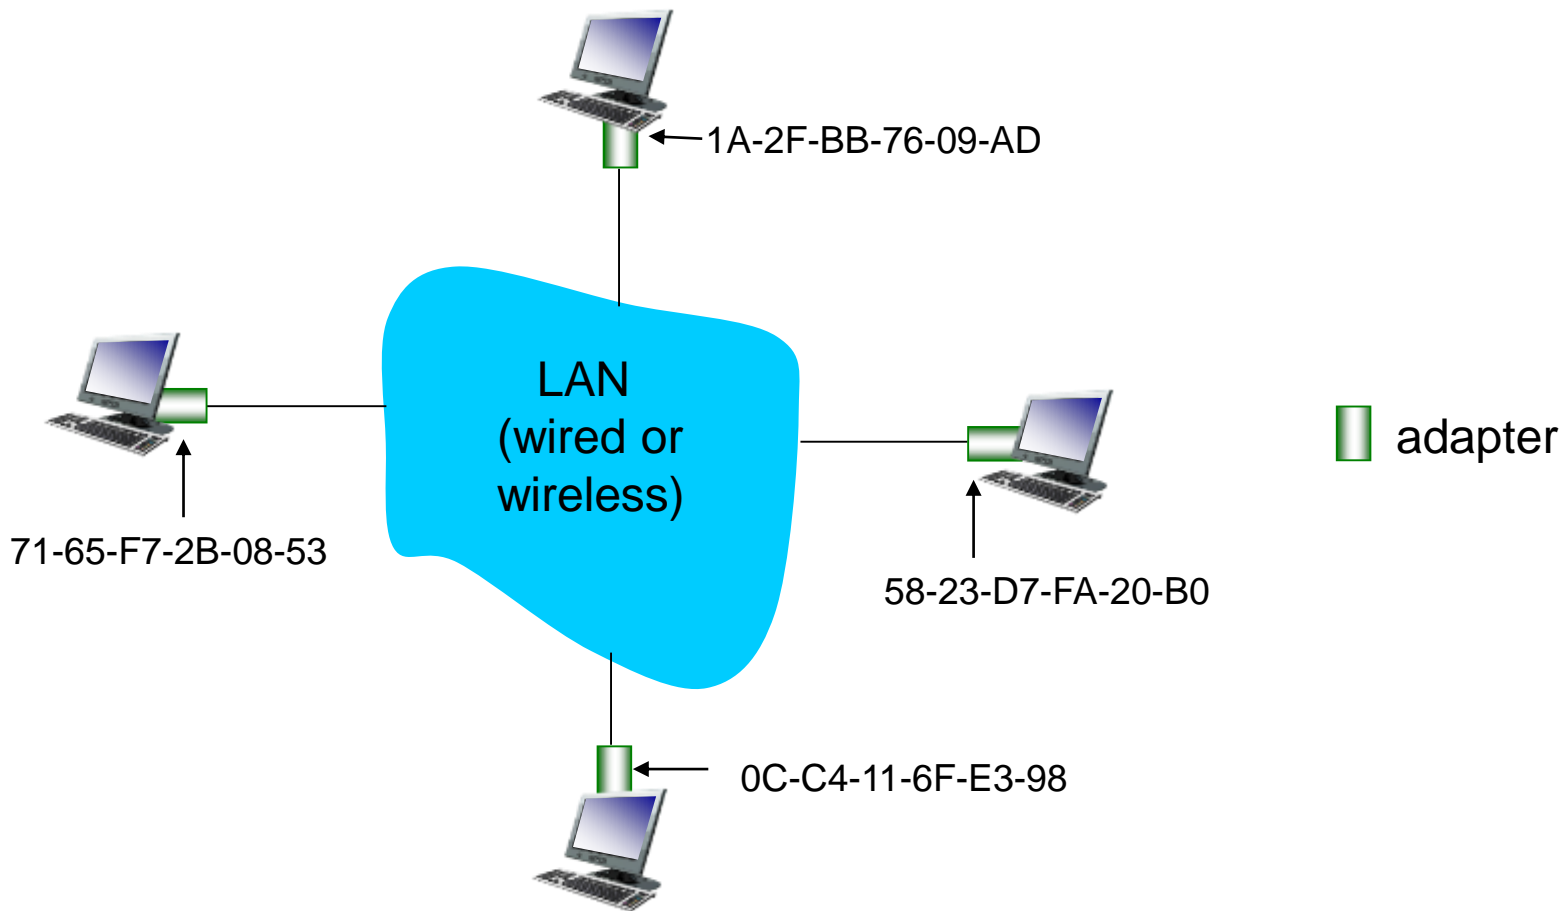 1A-2F-BB-76-09-AD
LAN
(wired or
wireless)
adapter
71-65-F7-2B-08-53
58-23-D7-FA-20-B0
0C-C4-11-6F-E3-98